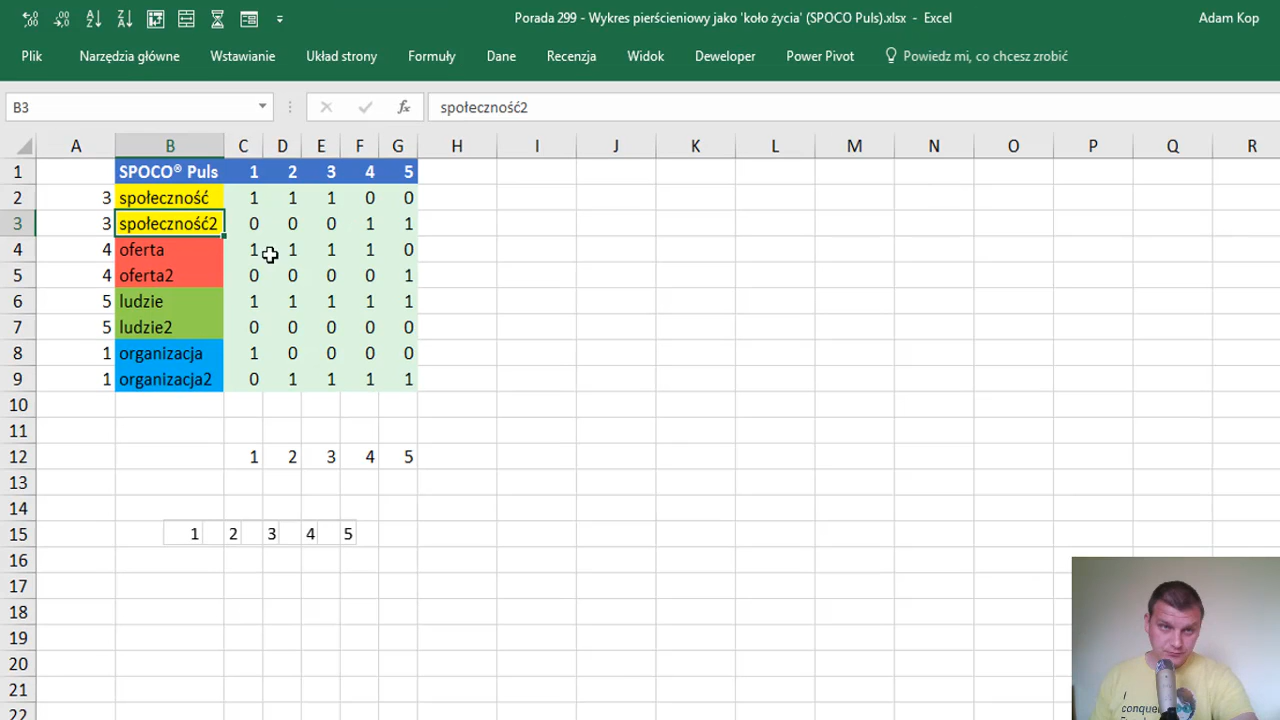 Porada 299 - Wykres pierścieniowy jako 'koło życia' (SPOCO Puls).xlsx - Excel
Adam Kop
Plik Narzędzia główne Wstawianie Układ strony Formuły Dane Recenzja Widok Deweloper Power Pivot Powiedz mi, co chcesz zrobić
B3 fx społeczność2
A B C D E F G H I J K L M N O P Q R
1 SPOCO® Puls 1 2 3 4 5
2 3 społeczność 1 1 1 0 0
3 3 społeczność2 0 0 0 1 1
4 4 oferta 1 1 1 1 0
5 4 oferta2 0 0 0 0 1
6 5 ludzie 1 1 1 1 1
7 5 ludzie2 0 0 0 0 0
8 1 organizacja 1 0 0 0 0
9 1 organizacja2 0 1 1 1 1
10
11
12 1 2 3 4 5
13
14
15 1 2 3 4 5
16
17
18
19
20
21
22
I
conquer